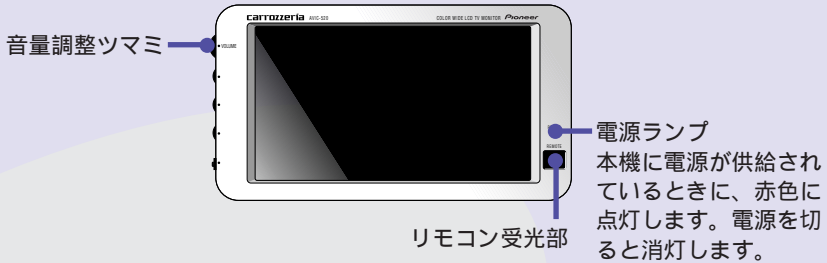 carrozzeria AVIC-S20 COLOR WIDE LCD TV MONITOR Pioneer
音量調整ツマミ
VOLUME
電源ランプ
REMOTE
本機に電源が供給され
ているときに、赤色に
点灯します。電源を切
ると消灯します。
リモコン受光部